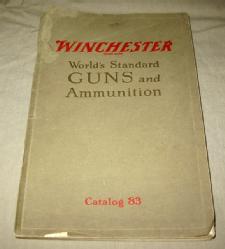 WINCHESTER
World's Standard
GUNS and
Ammunition
Catalog 83